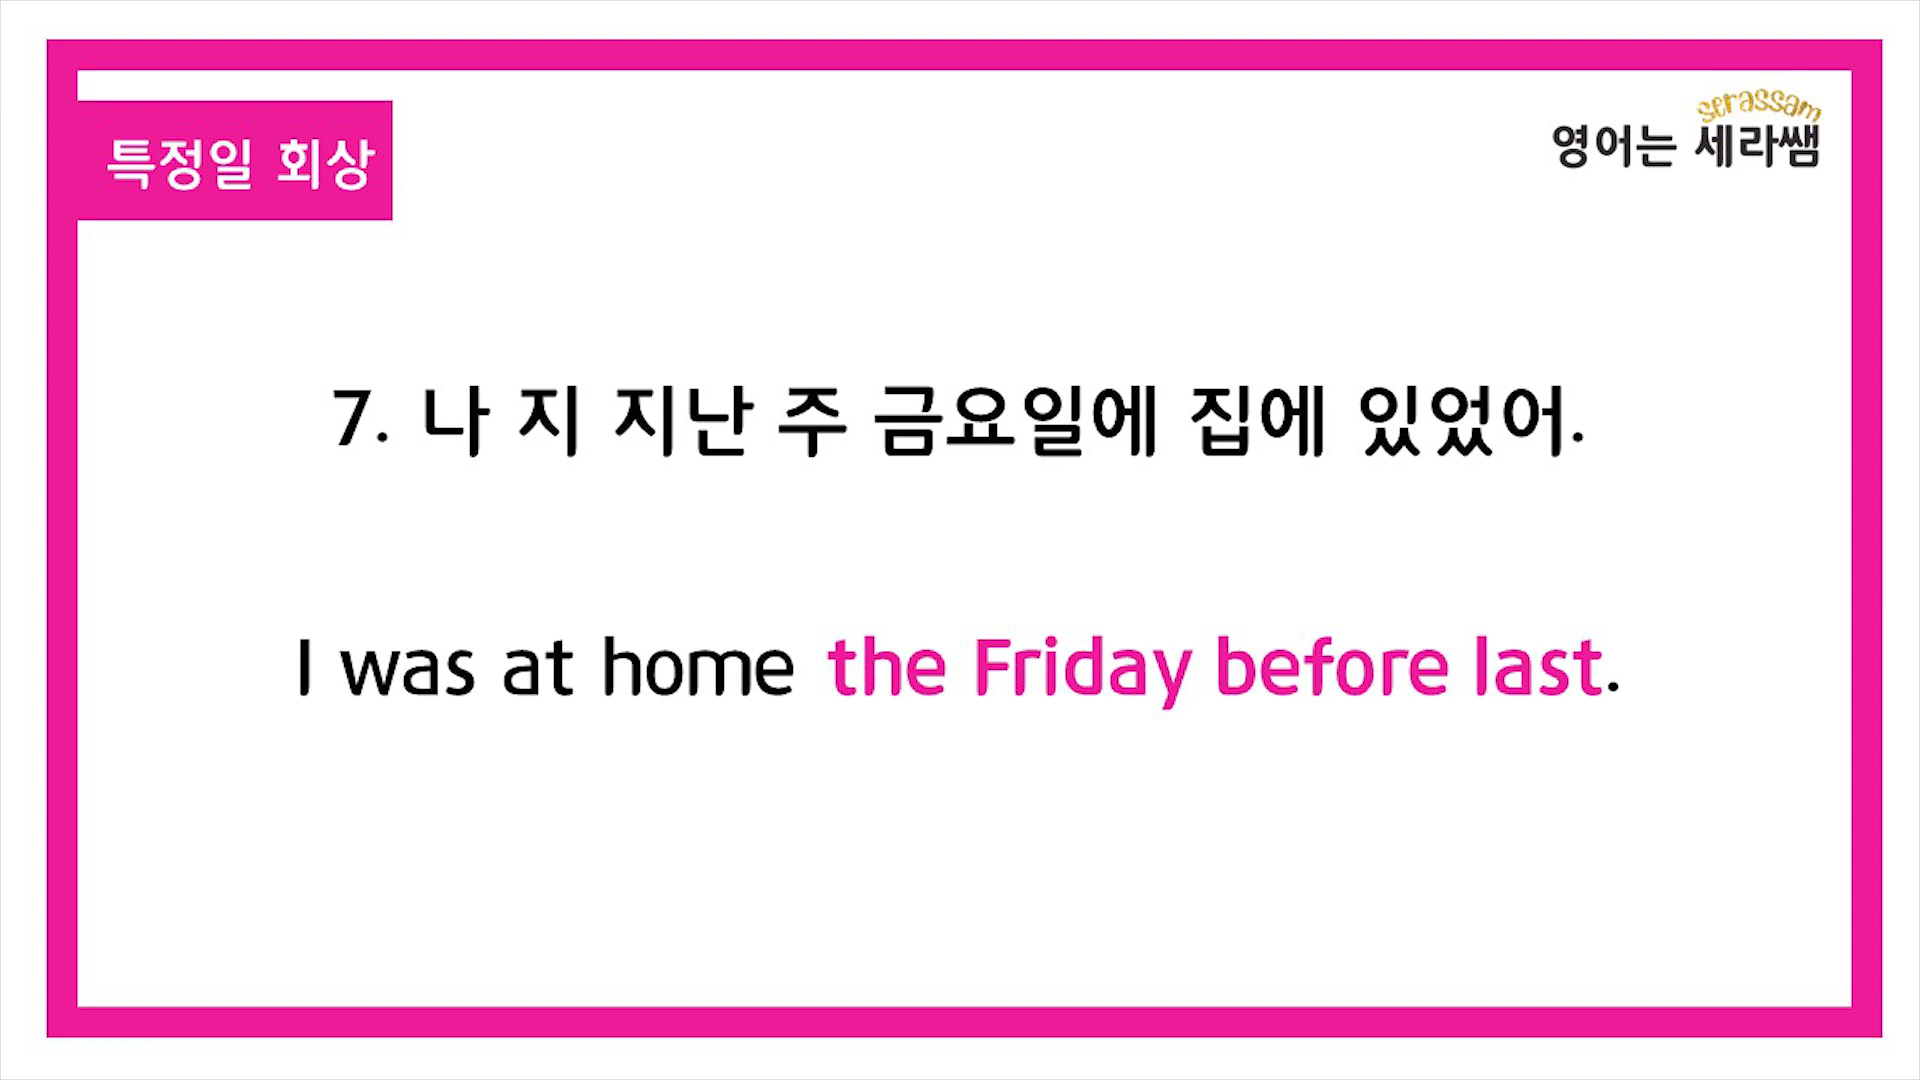 특정일 회상
serassam
영어는 세라쌤
7. 나 지 지난 주 금요일에 집에 있었어.
I was at home the Friday before last.